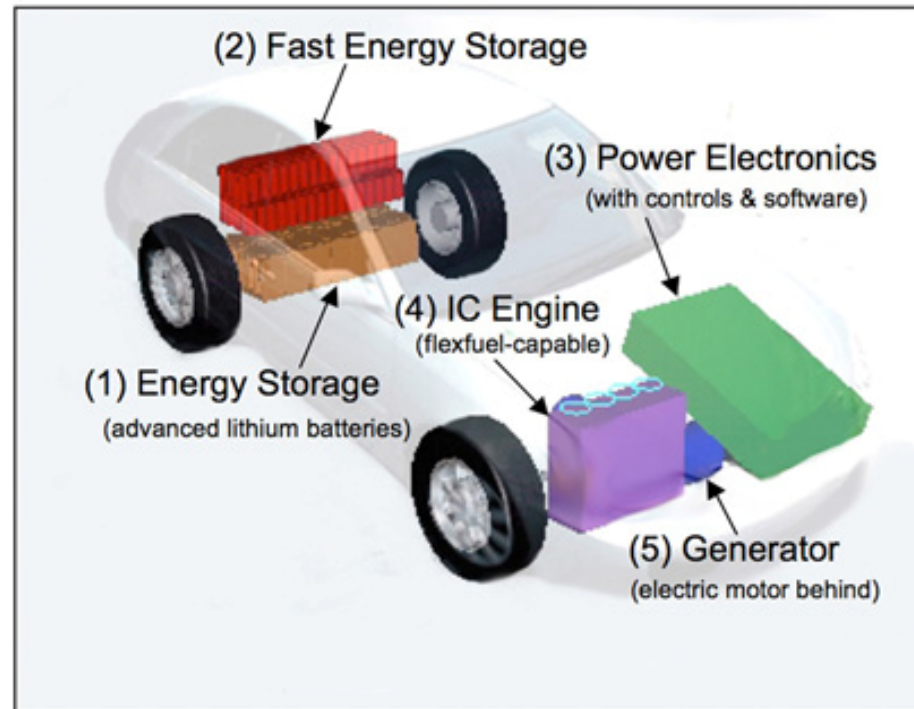 (2) Fast Energy Storage
(3) Power Electronics
(with controls & software)
(4) IC Engine
(flexfuel-capable)
(1) Energy Storage
(advanced lithium batteries)
(5) Generator
(electric motor behind)